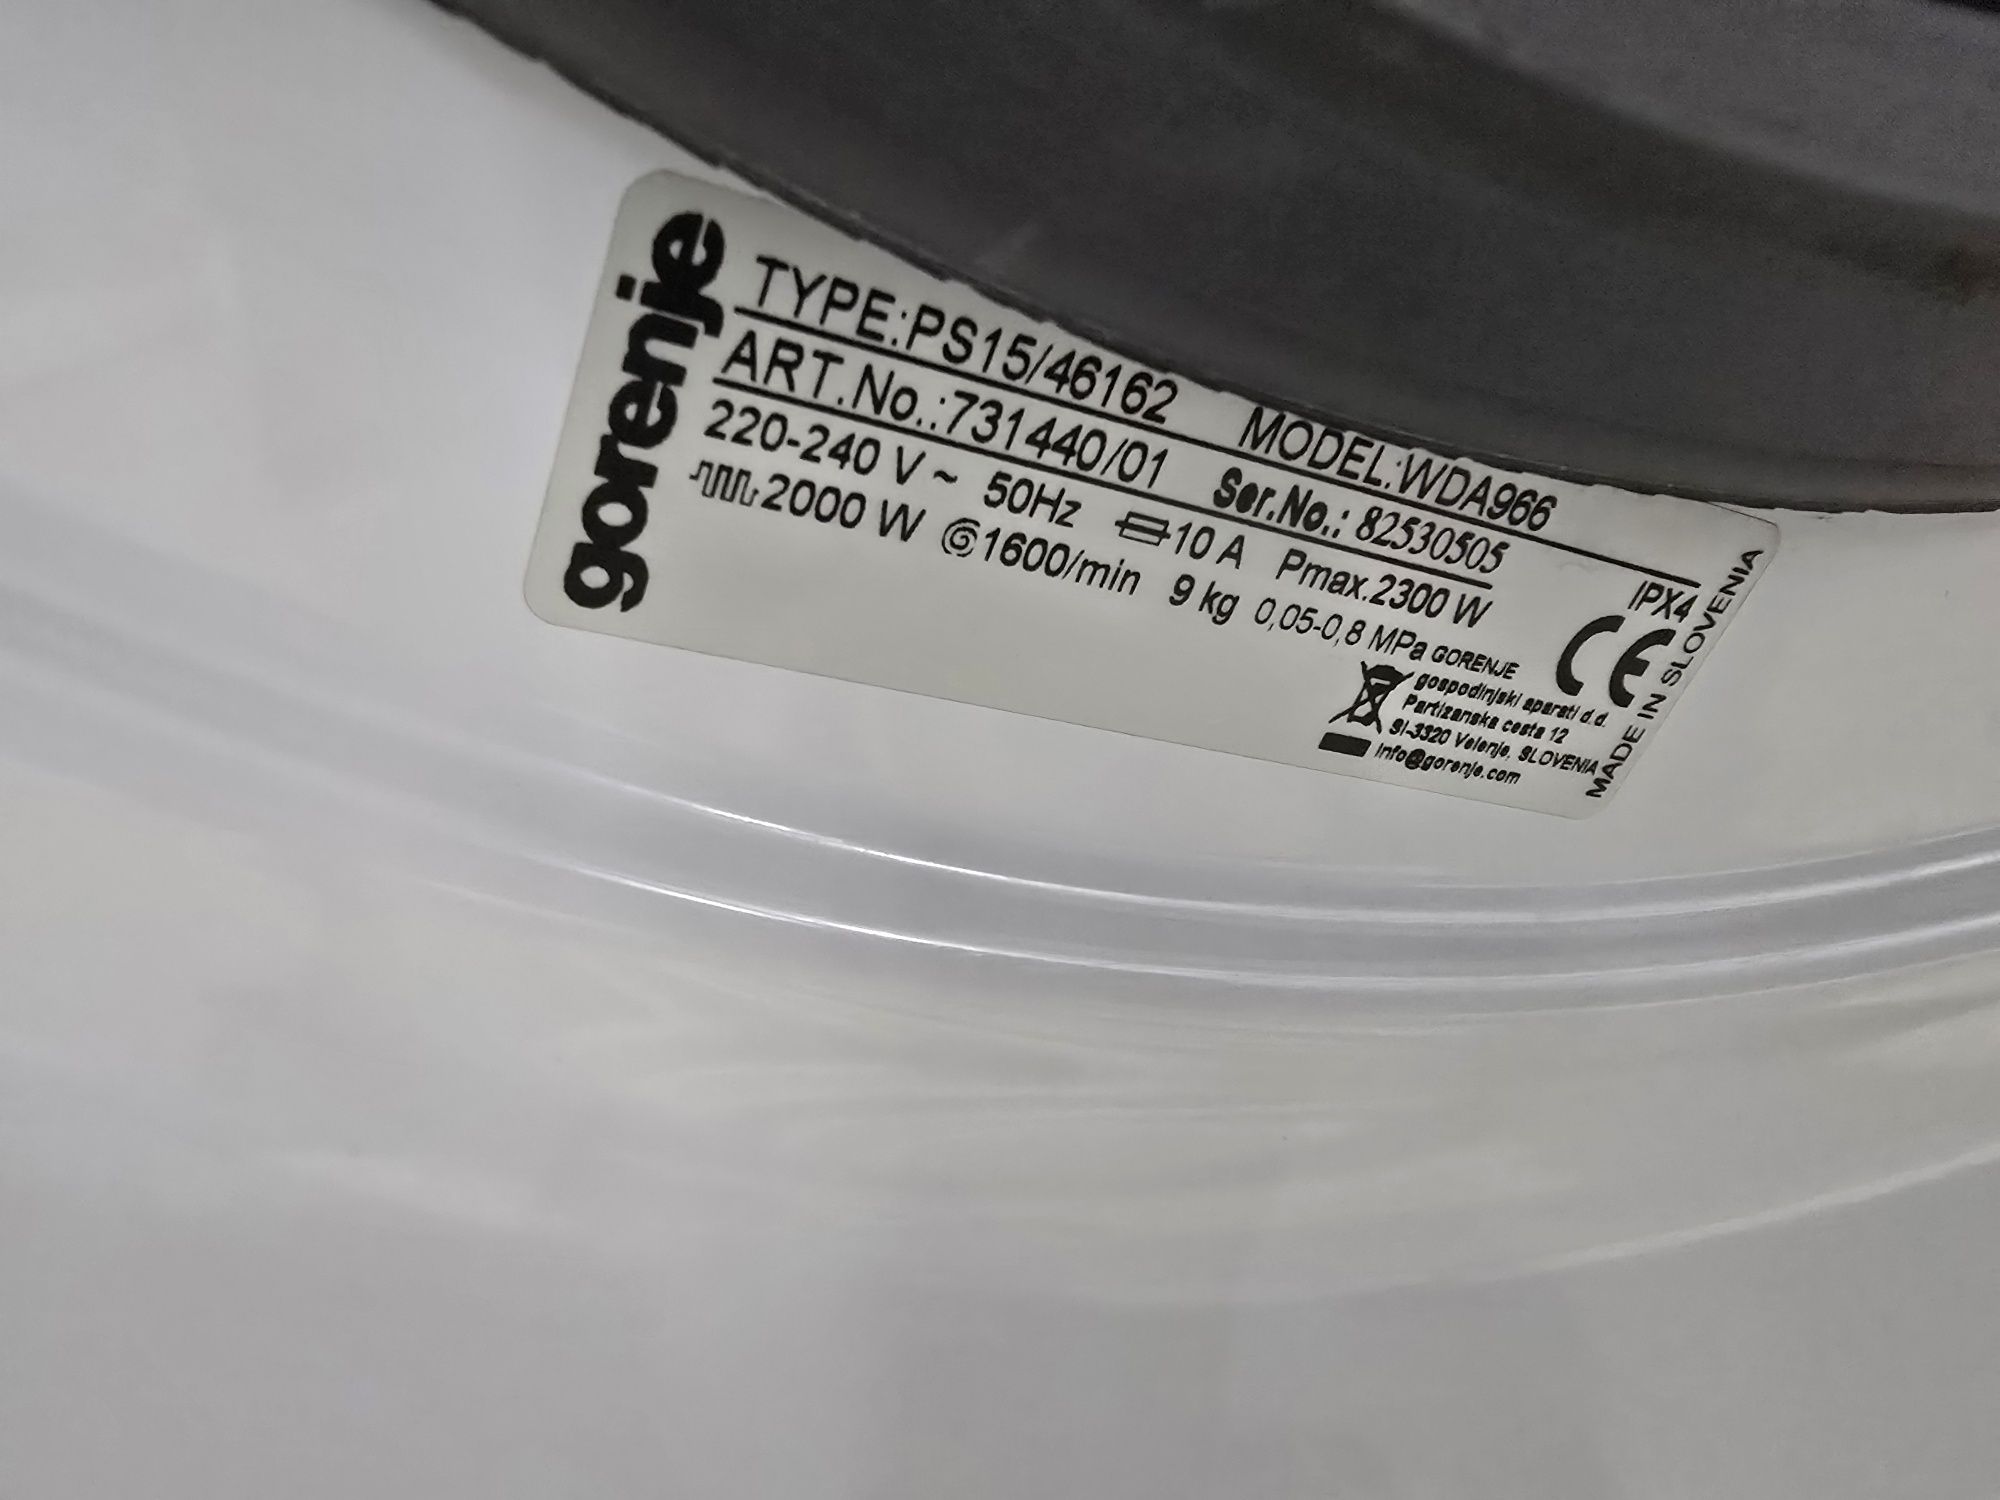 gorenje
TYPE:PS15/46162 MODEL:WDA966
ART.No.:731440/01 Ser.No.: 82530505
220-240 V ~ 50Hz 10 A Pmax.2300 W IPX4
2000 W 1600/min 9 kg 0,05-0,8 MPa
CE
GORENJE
gospodinjski aparati d.d.
Partizanska cesta 12
SI-3320 Velenje, SLOVENIA
info@gorenje.com
MADE IN SLOVENIA